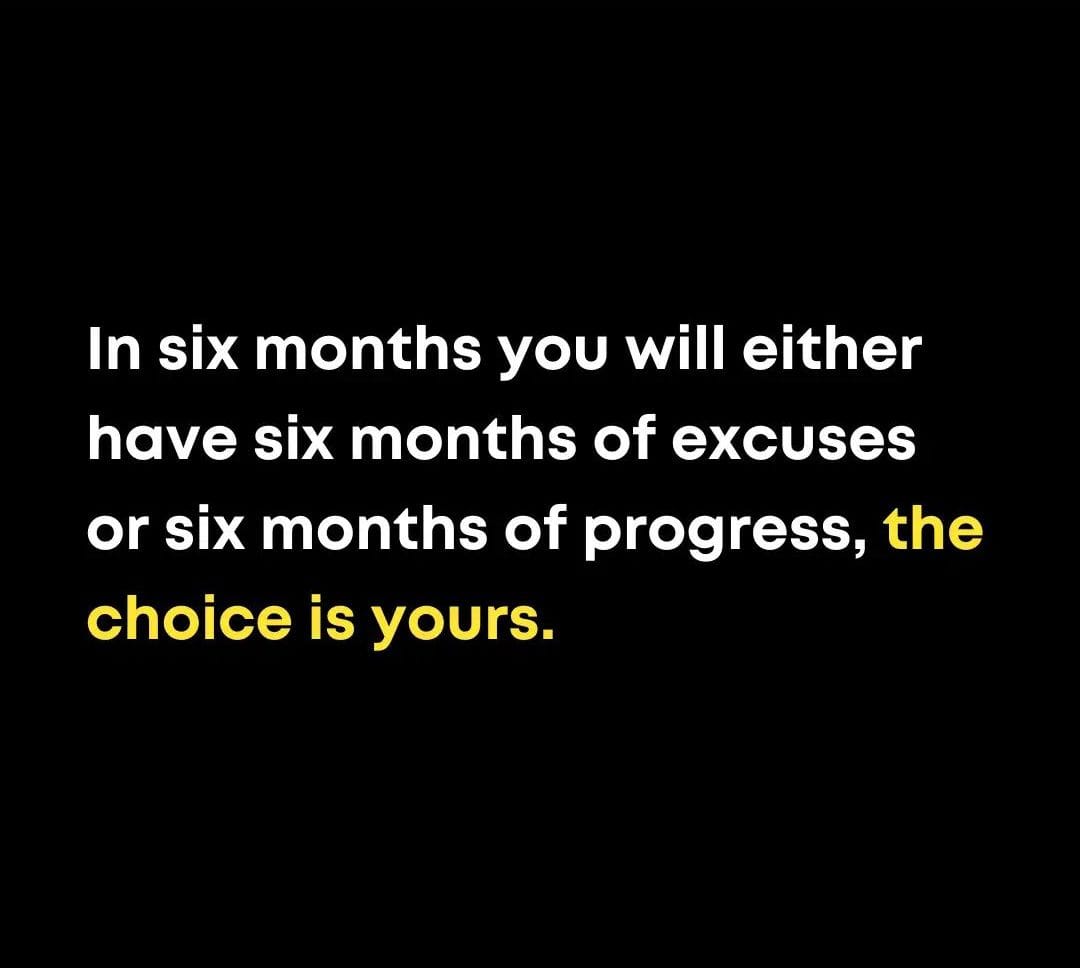 In six months you will either
have six months of excuses
or six months of progress, the
choice is yours.